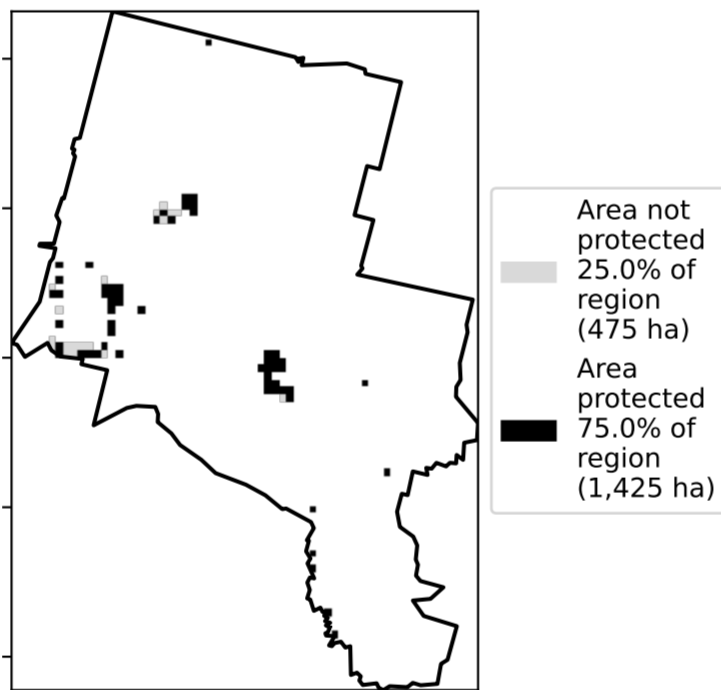 Area not
protected
25.0% of
region
(475 ha)
Area
protected
75.0% of
region
(1,425 ha)